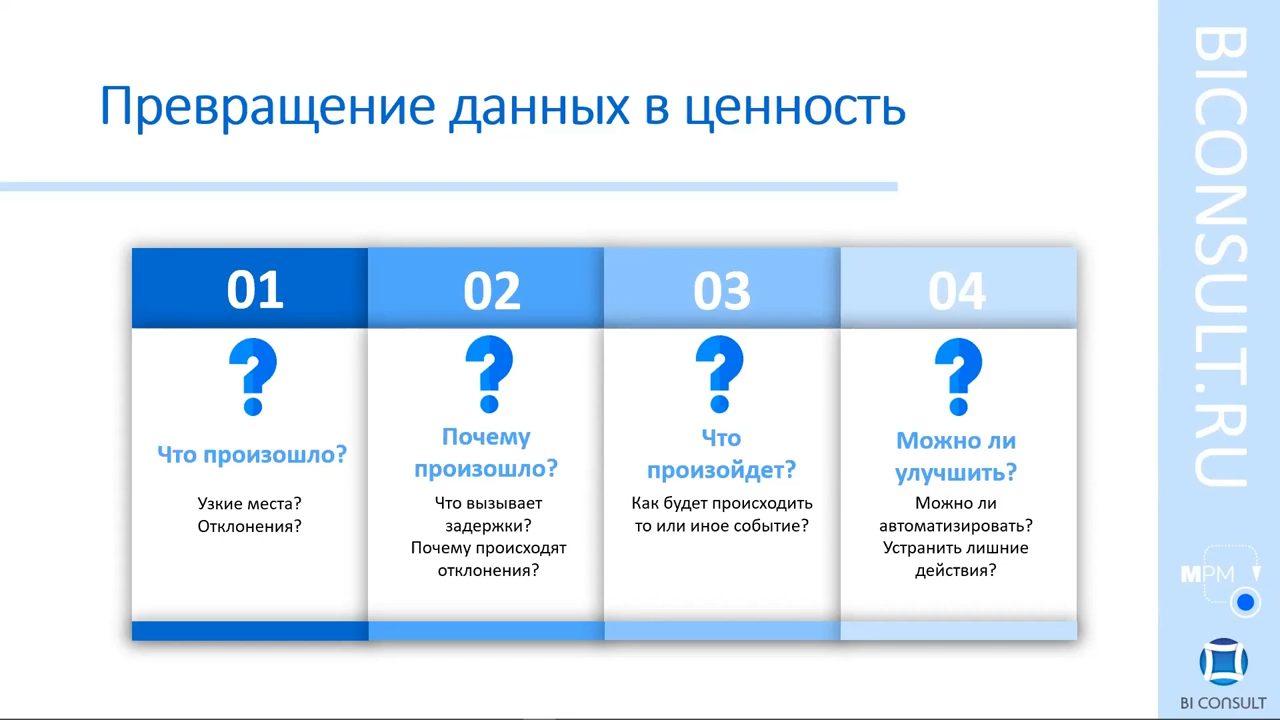 Превращение данных в ценность
01
Что произошло?
Узкие места?
Отклонения?
02
Почему
произошло?
Что вызывает
задержки?
Почему происходят
отклонения?
03
Что
произойдет?
Как будет происходить
то или иное событие?
04
Можно ли
улучшить?
Можно ли
автоматизировать?
Устранить лишние
действия?
BICONSULT.RU
MPM
BI CONSULT